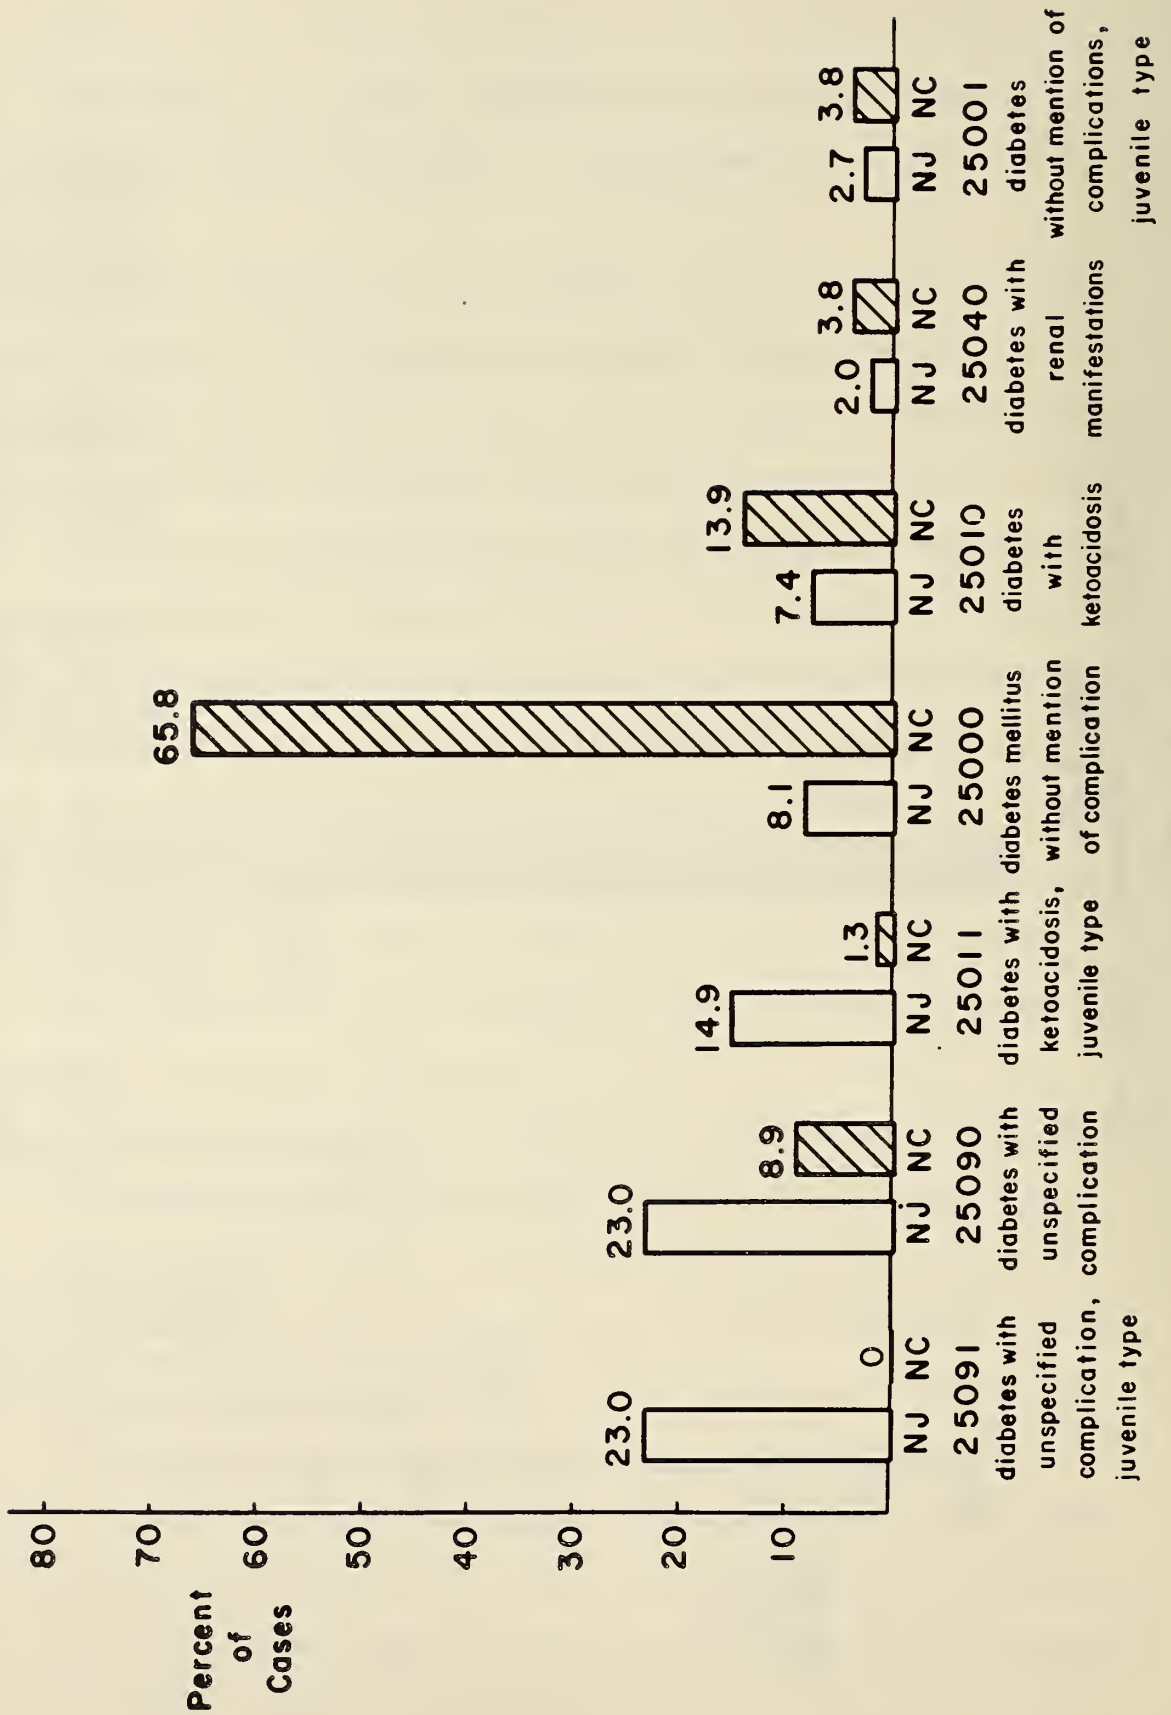 Percent
of
Cases
80
70
60
50
40
30
20
10
23.0
0
NJ NC
25091
diabetes with
unspecified
complication,
juvenile type
23.0
8.9
NJ NC
25090
diabetes with
unspecified
complication
14.9
1.3
NJ NC
25011
diabetes with
ketoacidosis,
juvenile type
8.1
65.8
NJ NC
25000
diabetes mellitus
without mention
of complication
7.4
13.9
NJ NC
25010
diabetes
with
ketoacidosis
2.0
3.8
NJ NC
25040
diabetes with
renal
manifestations
2.7
3.8
NJ NC
25001
diabetes
without mention of
complications,
juvenile type